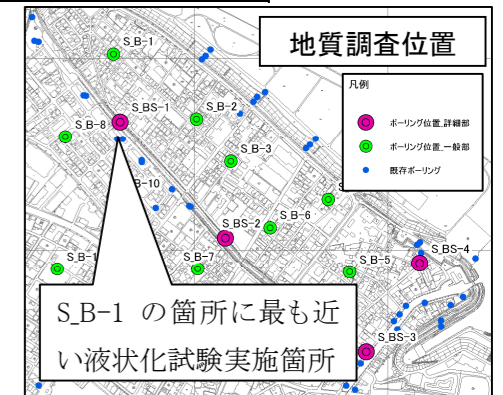 地質調査位置
凡例
ボーリング位置_詳細部
ボーリング位置_一般部
既存ボーリング
S_B-1
S_BS-1
S_B-2
S_B-8
S_B-3
B-10
S_BS-2
S_B-6
S_BS-4
S_B-1
S_B-7
S_B-5
S_BS-3
S_B-1 の箇所に最も近
い液状化試験実施箇所